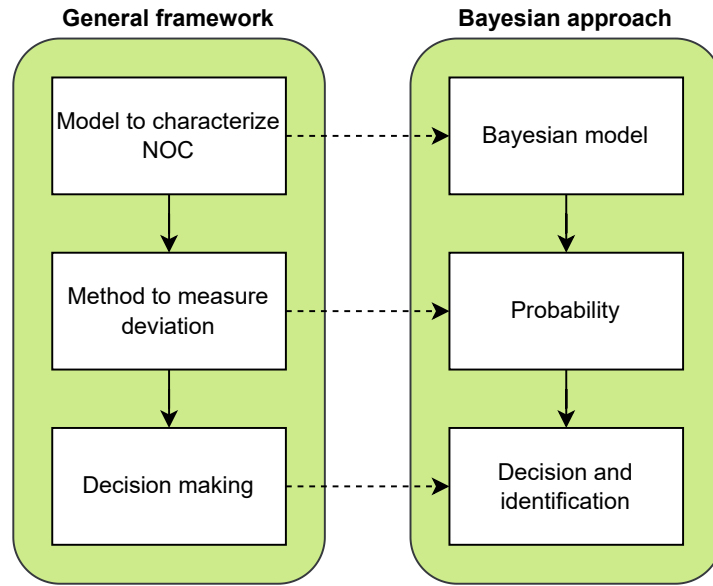 General framework
Bayesian approach
Model to characterize
NOC
Bayesian model
Method to measure
deviation
Probability
Decision making
Decision and
identification